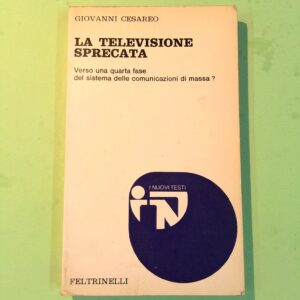 GIOVANNI CESAREO
LA TELEVISIONE
SPRECATA
Verso una quarta fase
del sistema delle comunicazioni di massa?
I NUOVI TESTI
FELTRINELLI